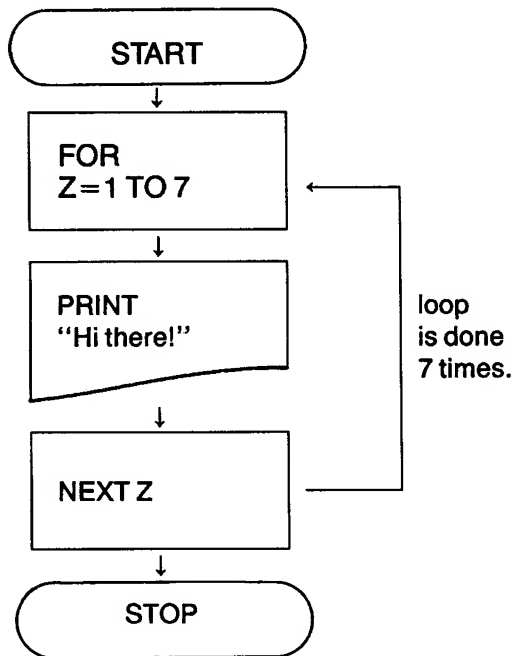 START
FOR
Z=1 TO 7
PRINT
“Hi there!”
loop
is done
7 times.
NEXT Z
STOP